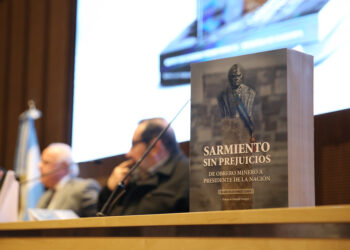 SARMIENTO
SIN PREJUICIOS
DE OBRERO MINERO A
PRESIDENTE DE LA NACIÓN